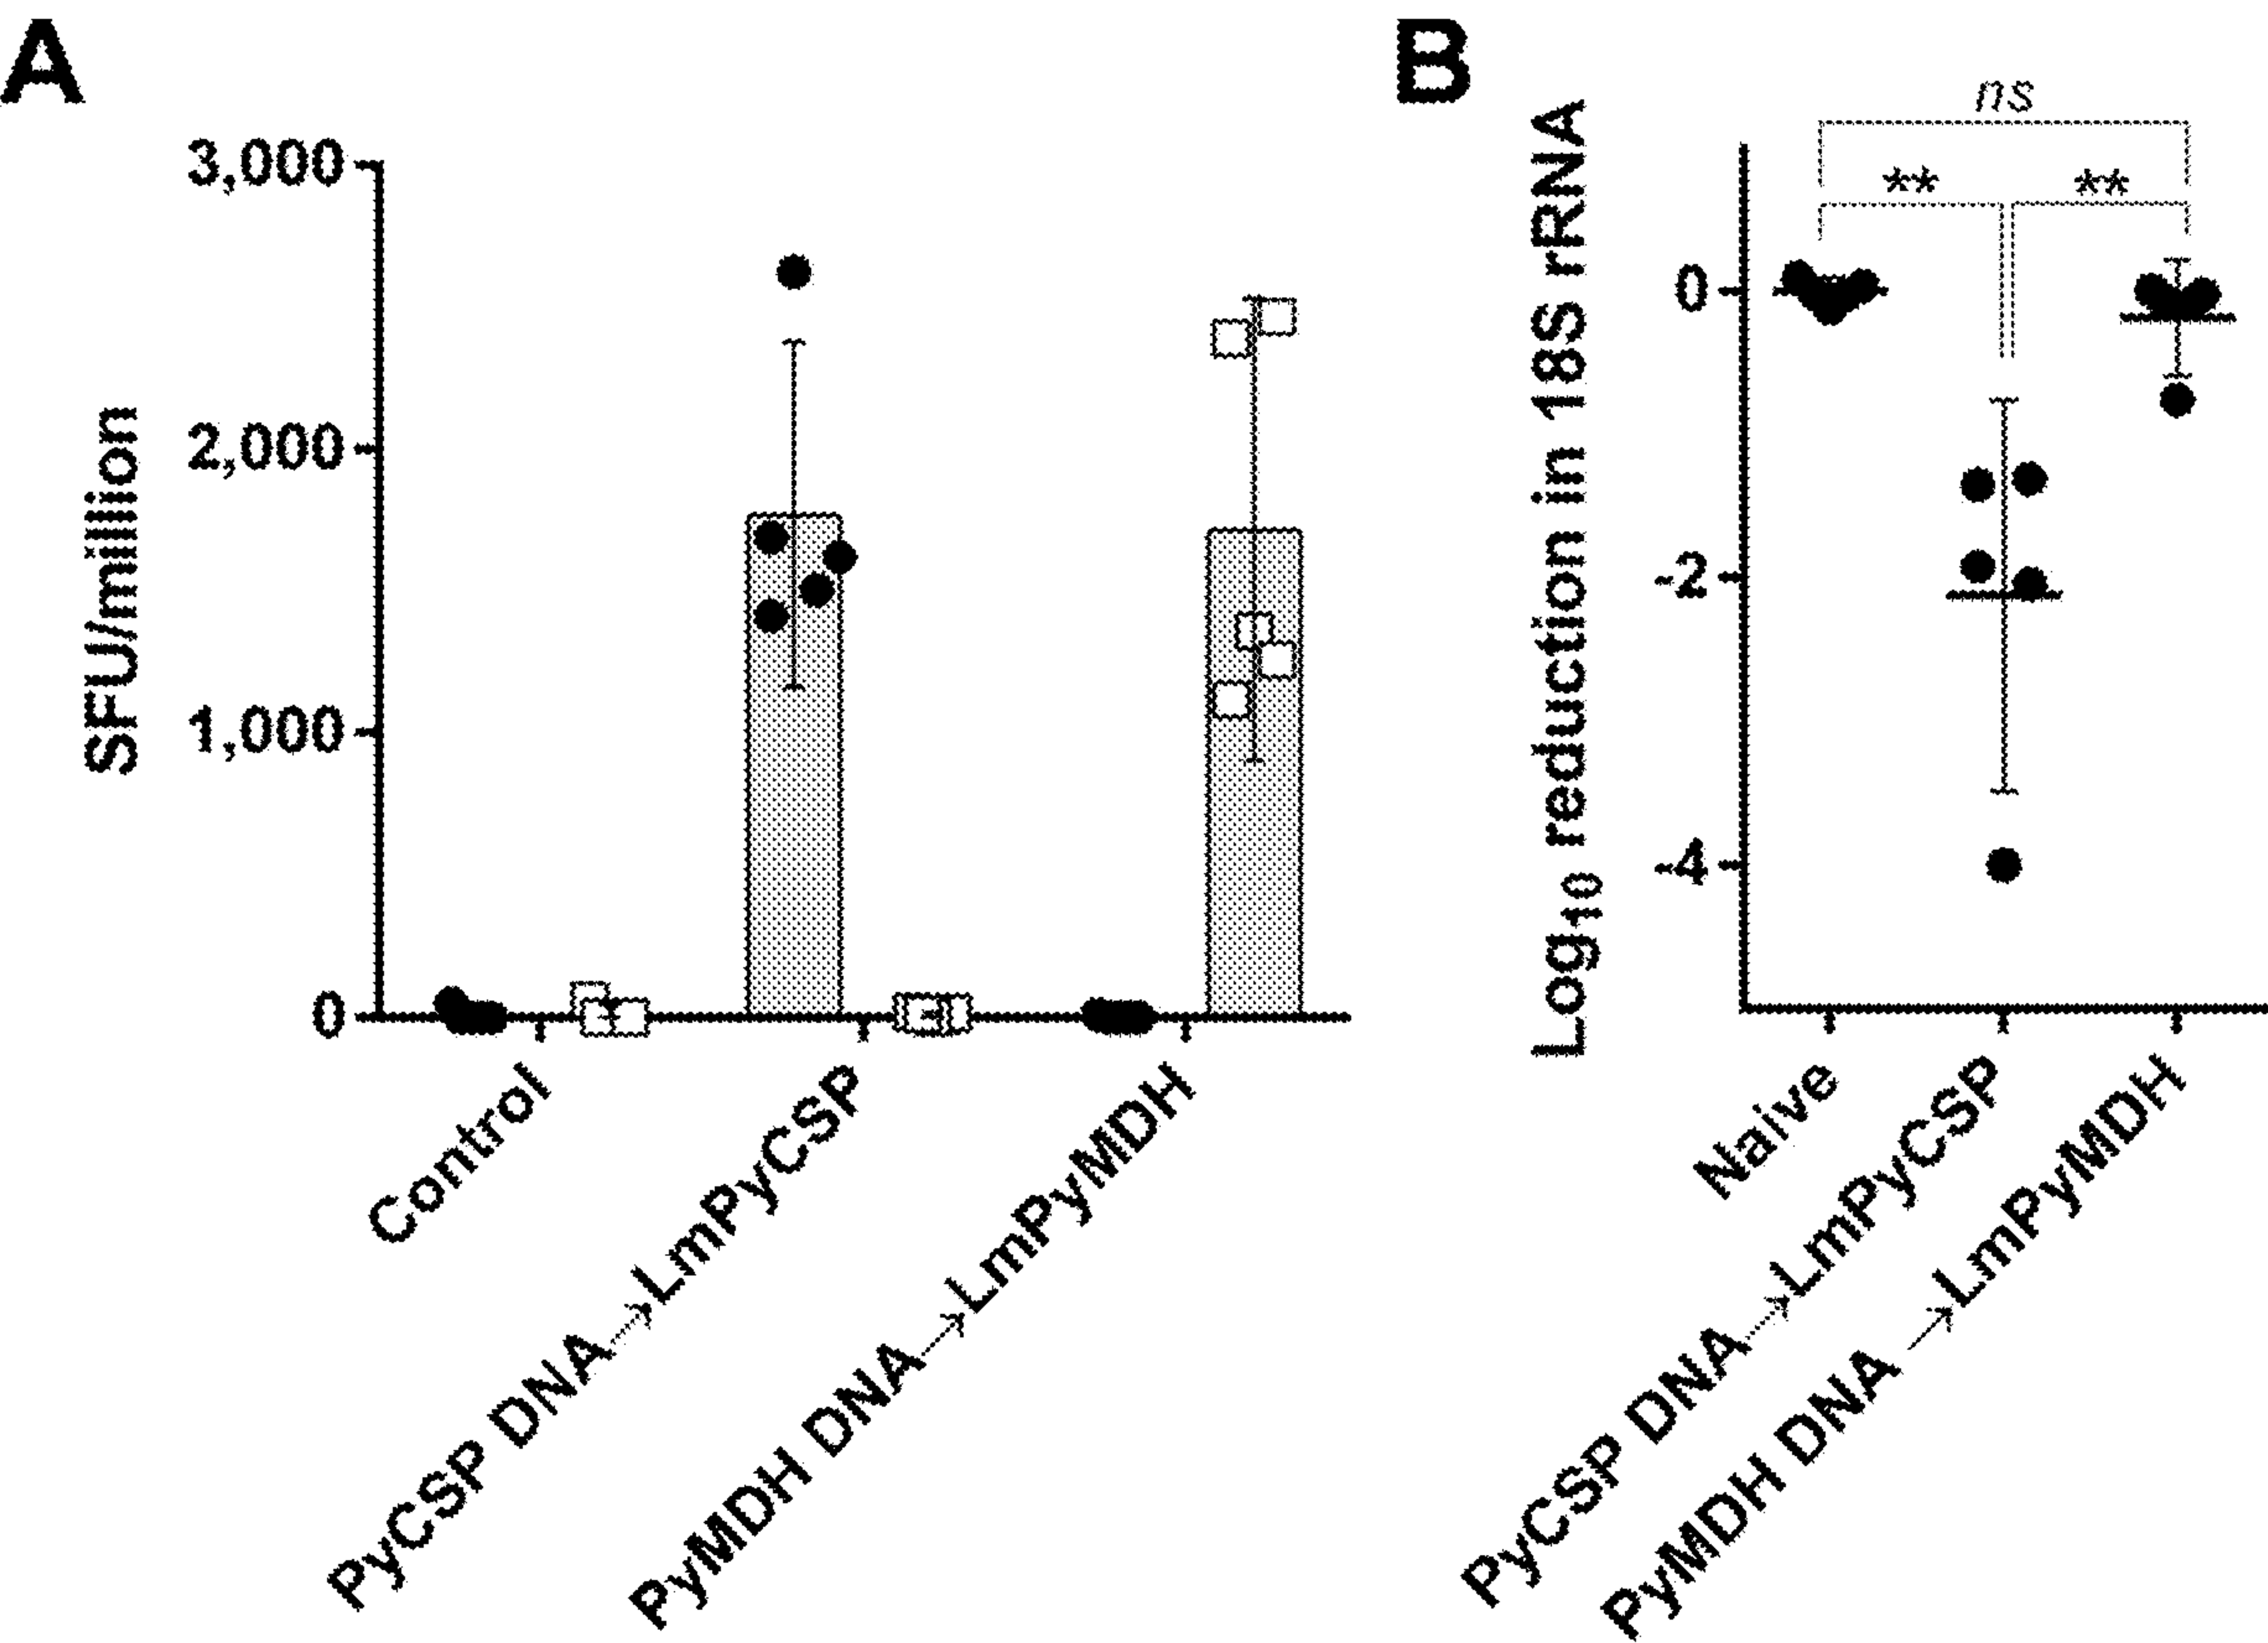 A
SFU/million
3,000
2,000
1,000
0
Control
PyCSP DNA→LmPyCSP
PyMDH DNA→LmPyMDH
B
Log10 reduction in 18S rRNA
ns
**
**
0
-2
-4
Naive
PyCSP DNA→LmPyCSP
PyMDH DNA→LmPyMDH